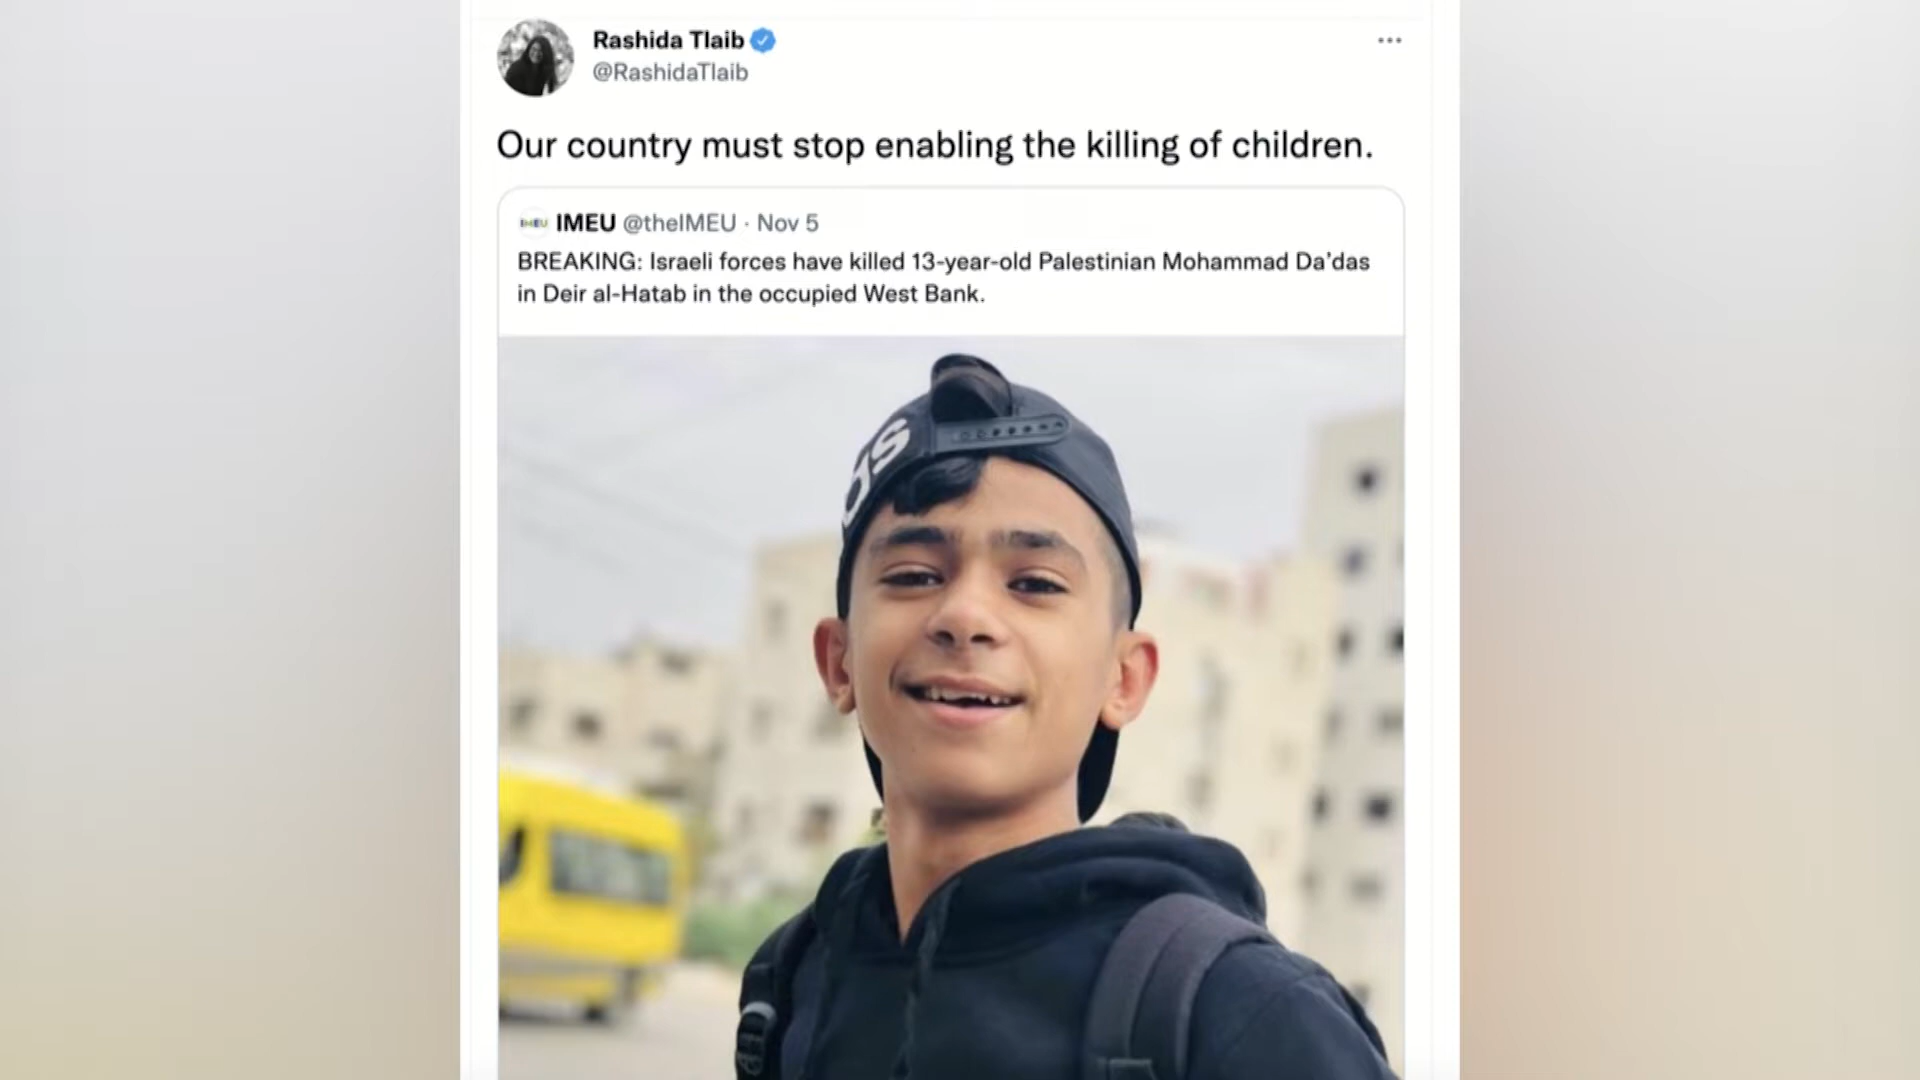 Rashida Tlaib
@RashidaTlaib
Our country must stop enabling the killing of children.
IMEU IMEU @theIMEU · Nov 5
BREAKING: Israeli forces have killed 13-year-old Palestinian Mohammad Da'das
in Deir al-Hatab in the occupied West Bank.